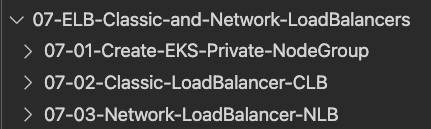 07-ELB-Classic-and-Network-LoadBalancers
07-01-Create-EKS-Private-NodeGroup
07-02-Classic-LoadBalancer-CLB
07-03-Network-LoadBalancer-NLB